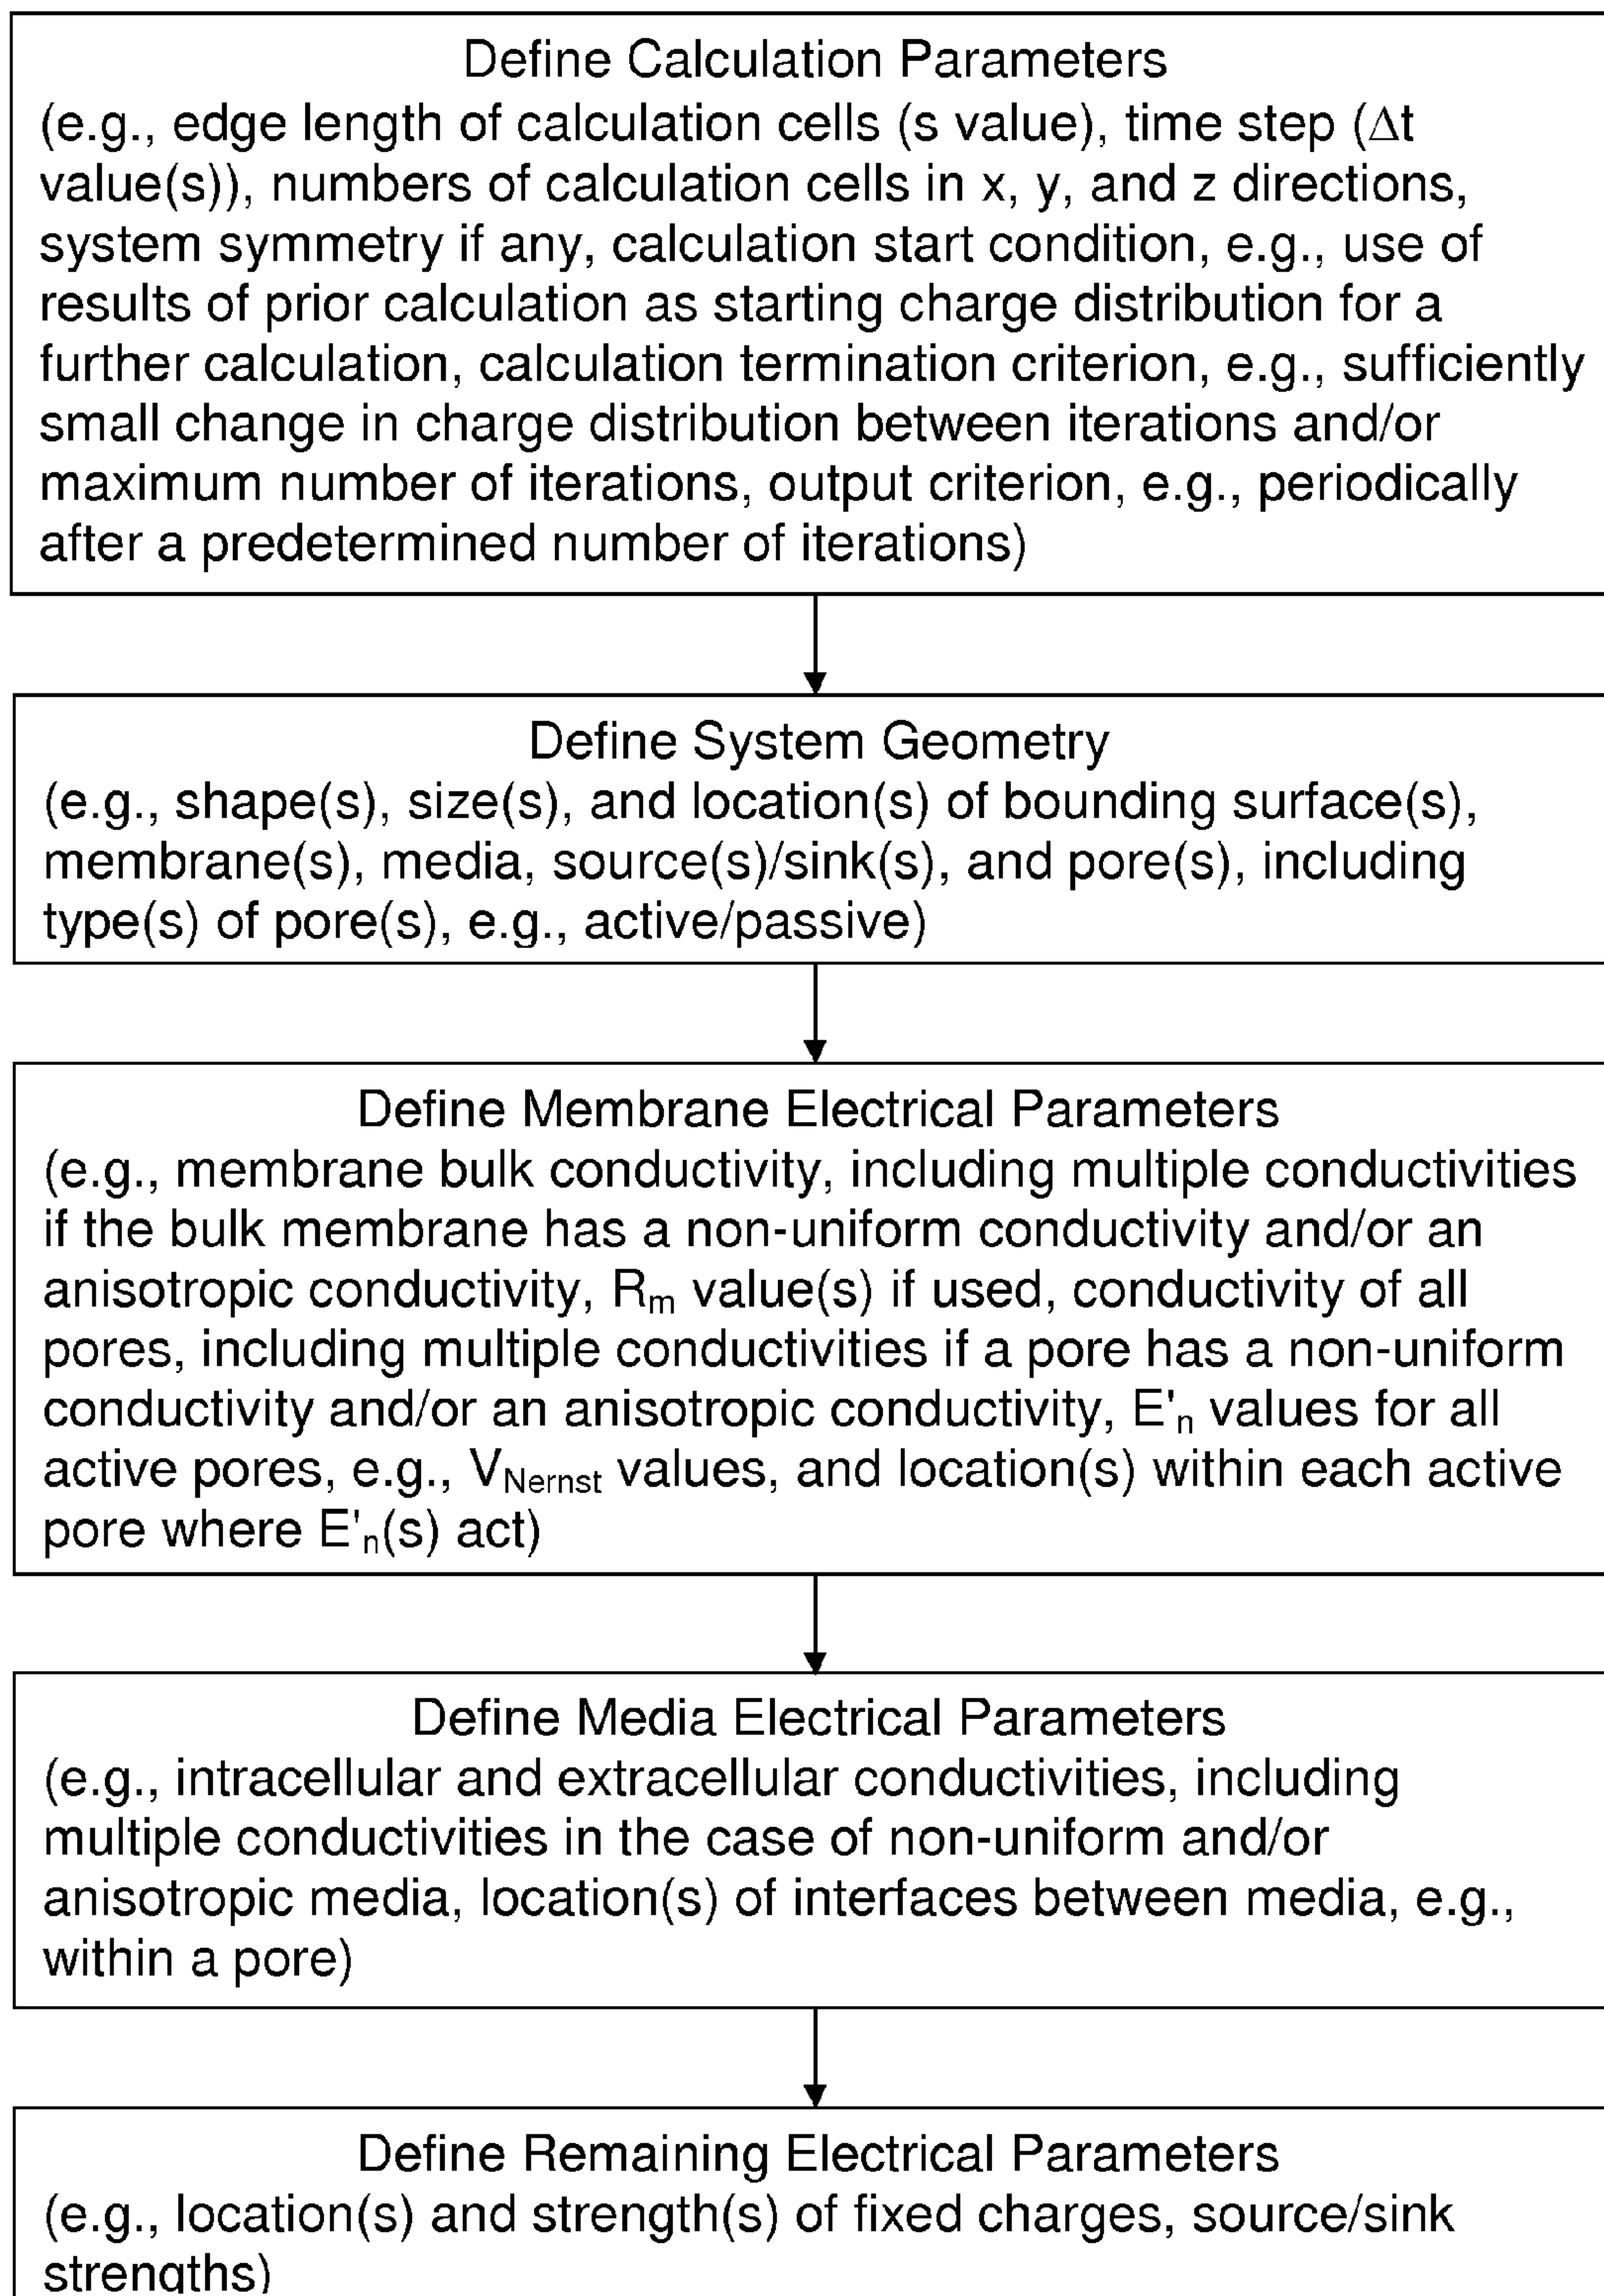 Define Calculation Parameters
(e.g., edge length of calculation cells (s value), time step (Δt
value(s)), numbers of calculation cells in x, y, and z directions,
system symmetry if any, calculation start condition, e.g., use of
results of prior calculation as starting charge distribution for a
further calculation, calculation termination criterion, e.g., sufficiently
small change in charge distribution between iterations and/or
maximum number of iterations, output criterion, e.g., periodically
after a predetermined number of iterations)
Define System Geometry
(e.g., shape(s), size(s), and location(s) of bounding surface(s),
membrane(s), media, source(s)/sink(s), and pore(s), including
type(s) of pore(s), e.g., active/passive)
Define Membrane Electrical Parameters
(e.g., membrane bulk conductivity, including multiple conductivities
if the bulk membrane has a non-uniform conductivity and/or an
anisotropic conductivity, Rm value(s) if used, conductivity of all
pores, including multiple conductivities if a pore has a non-uniform
conductivity and/or an anisotropic conductivity, E'n values for all
active pores, e.g., VNernst values, and location(s) within each active
pore where E'n(s) act)
Define Media Electrical Parameters
(e.g., intracellular and extracellular conductivities, including
multiple conductivities in the case of non-uniform and/or
anisotropic media, location(s) of interfaces between media, e.g.,
within a pore)
Define Remaining Electrical Parameters
(e.g., location(s) and strength(s) of fixed charges, source/sink
strengths)